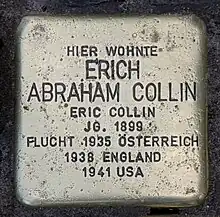 HIER WOHNTE
ERICH
ABRAHAM COLLIN
ERIC COLLIN
JG. 1899
FLUCHT 1935 ÖSTERREICH
1938 ENGLAND
1941 USA